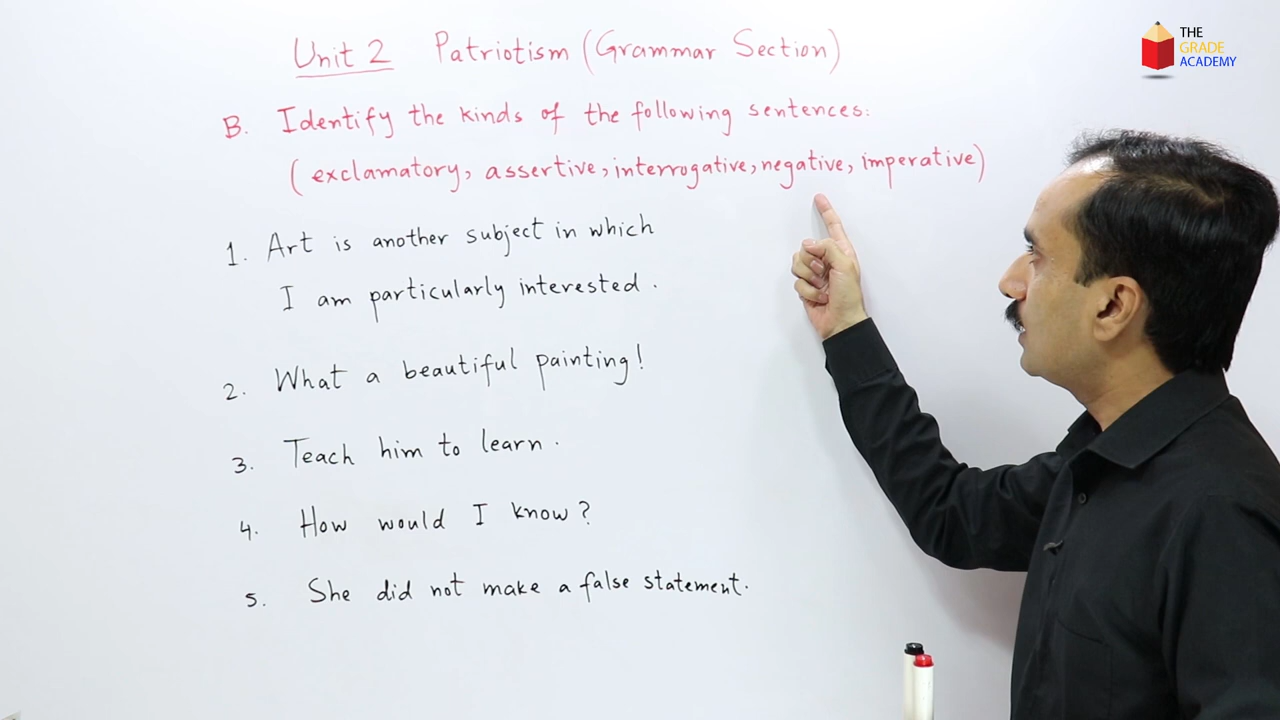 THE
GRADE
ACADEMY
Unit 2 Patriotism (Grammar Section)
B. Identify the kinds of the following sentences:
(exclamatory, assertive, interrogative, negative, imperative)
1. Art is another subject in which
I am particularly interested.
2. What a beautiful painting!
3. Teach him to learn.
4. How would I know?
5. She did not make a false statement.